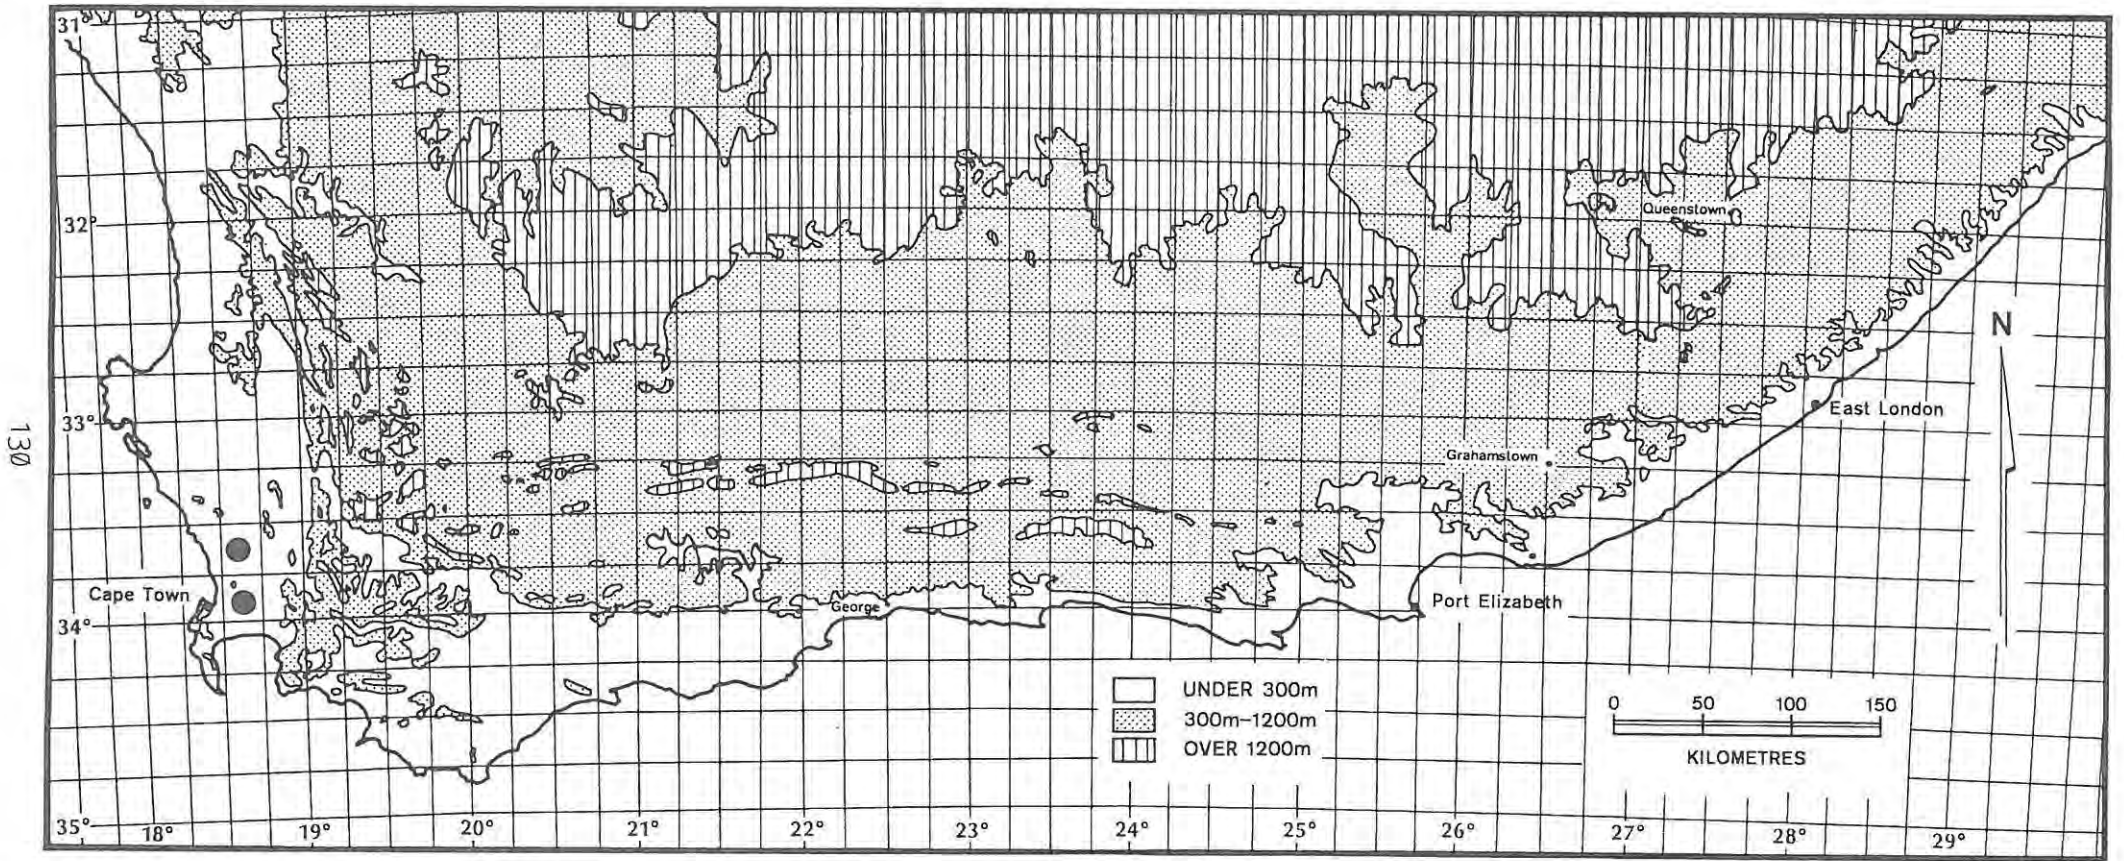 31
32°
33°
34°
35°
130
Queenstown
East London
Grahamstown
Cape Town
George
Port Elizabeth
N
UNDER 300m
300m–1200m
OVER 1200m
0 50 100 150
KILOMETRES
18° 19° 20° 21° 22° 23° 24° 25° 26° 27° 28° 29°